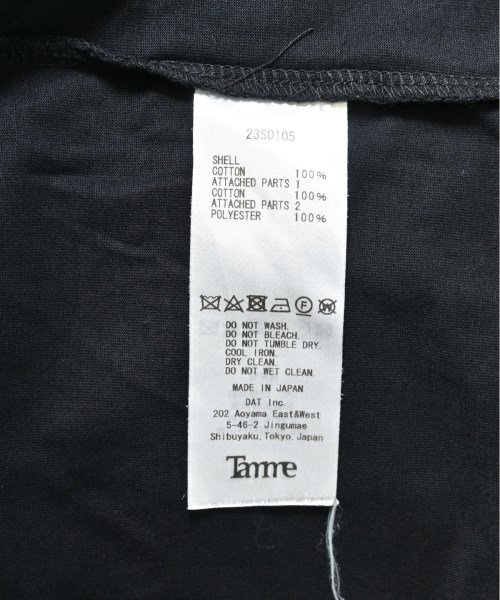 23S0105
SHELL
COTTON 100%
ATTACHED PARTS 1
COTTON 100%
ATTACHED PARTS 2
POLYESTER 100%
F W
DO NOT WASH.
DO NOT BLEACH.
DO NOT TUMBLE DRY.
COOL IRON.
DRY CLEAN.
DO NOT WET CLEAN.
MADE IN JAPAN
DAT Inc.
202 Aoyama East&West
5-46-2 Jingumae
Shibuyaku, Tokyo, Japan
Tamme